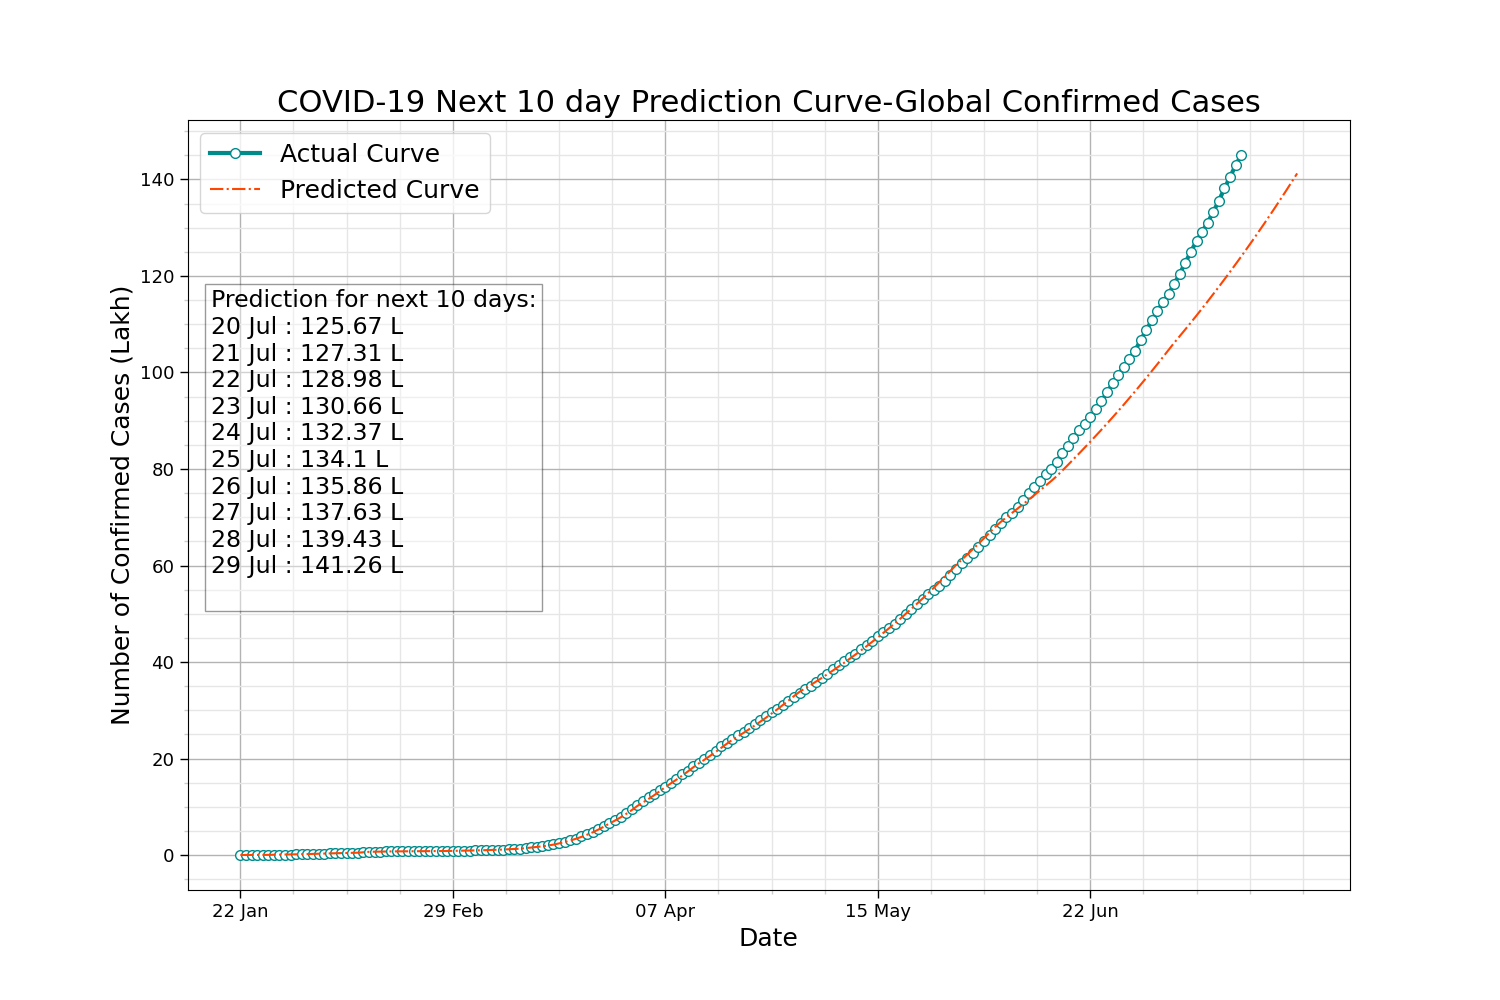 COVID-19 Next 10 day Prediction Curve-Global Confirmed Cases
Actual Curve
Predicted Curve
Prediction for next 10 days:
20 Jul : 125.67 L
21 Jul : 127.31 L
22 Jul : 128.98 L
23 Jul : 130.66 L
24 Jul : 132.37 L
25 Jul : 134.1 L
26 Jul : 135.86 L
27 Jul : 137.63 L
28 Jul : 139.43 L
29 Jul : 141.26 L
Number of Confirmed Cases (Lakh)
140
120
100
80
60
40
20
0
22 Jan
29 Feb
07 Apr
15 May
22 Jun
Date